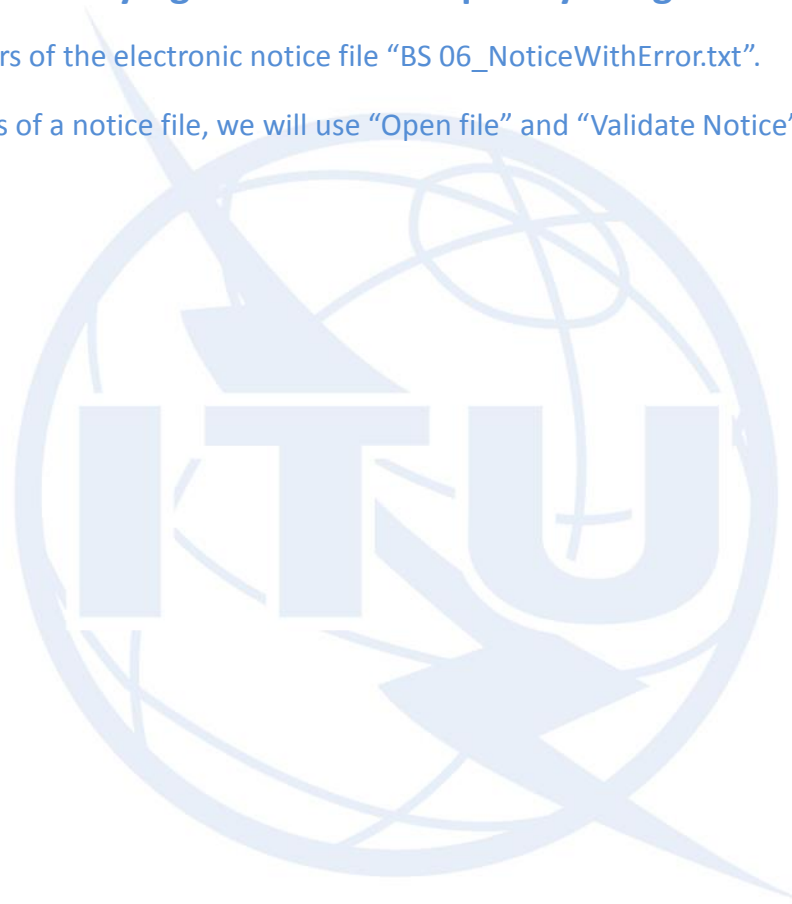 rs of the electronic notice file “BS 06_NoticeWithError.txt”.
s of a notice file, we will use “Open file” and “Validate Notice”
ITU